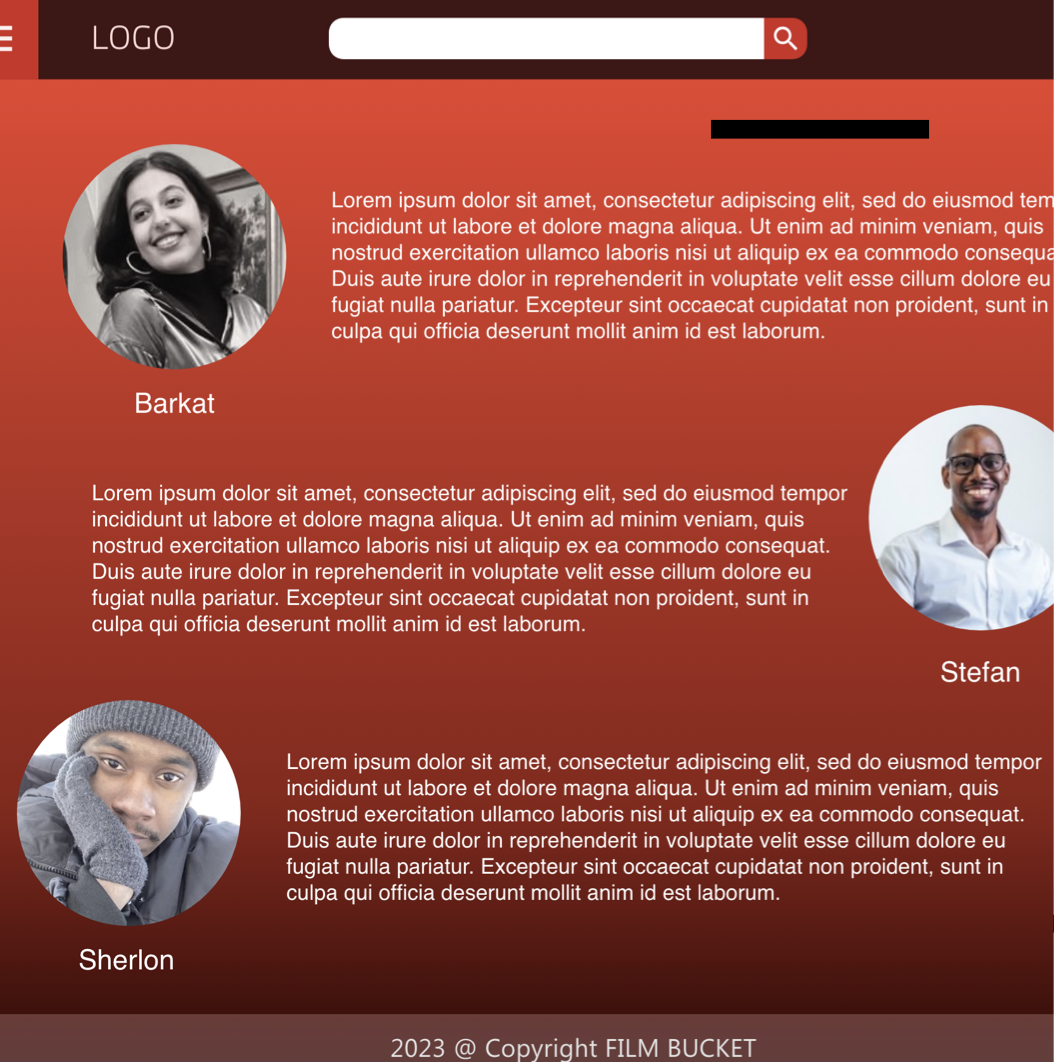 LOGO
Lorem ipsum dolor sit amet, consectetur adipiscing elit, sed do eiusmod tem
incididunt ut labore et dolore magna aliqua. Ut enim ad minim veniam, quis
nostrud exercitation ullamco laboris nisi ut aliquip ex ea commodo consequa
Duis aute irure dolor in reprehenderit in voluptate velit esse cillum dolore eu
fugiat nulla pariatur. Excepteur sint occaecat cupidatat non proident, sunt in
culpa qui officia deserunt mollit anim id est laborum.
Barkat
Lorem ipsum dolor sit amet, consectetur adipiscing elit, sed do eiusmod tempor
incididunt ut labore et dolore magna aliqua. Ut enim ad minim veniam, quis
nostrud exercitation ullamco laboris nisi ut aliquip ex ea commodo consequat.
Duis aute irure dolor in reprehenderit in voluptate velit esse cillum dolore eu
fugiat nulla pariatur. Excepteur sint occaecat cupidatat non proident, sunt in
culpa qui officia deserunt mollit anim id est laborum.
Stefan
Lorem ipsum dolor sit amet, consectetur adipiscing elit, sed do eiusmod tempor
incididunt ut labore et dolore magna aliqua. Ut enim ad minim veniam, quis
nostrud exercitation ullamco laboris nisi ut aliquip ex ea commodo consequat.
Duis aute irure dolor in reprehenderit in voluptate velit esse cillum dolore eu
fugiat nulla pariatur. Excepteur sint occaecat cupidatat non proident, sunt in
culpa qui officia deserunt mollit anim id est laborum.
Sherlon
2023 @ Copyright FILM BUCKET